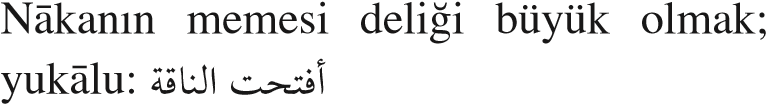 Nākanın memesi deliği büyük olmak;
yukālu: أفتحت الناقة